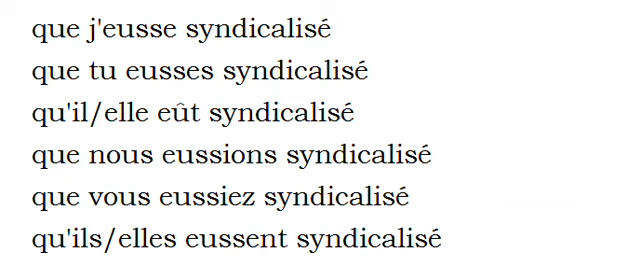 que j'eusse syndicalisé
que tu eusses syndicalisé
qu'il/elle eût syndicalisé
que nous eussions syndicalisé
que vous eussiez syndicalisé
qu'ils/elles eussent syndicalisé